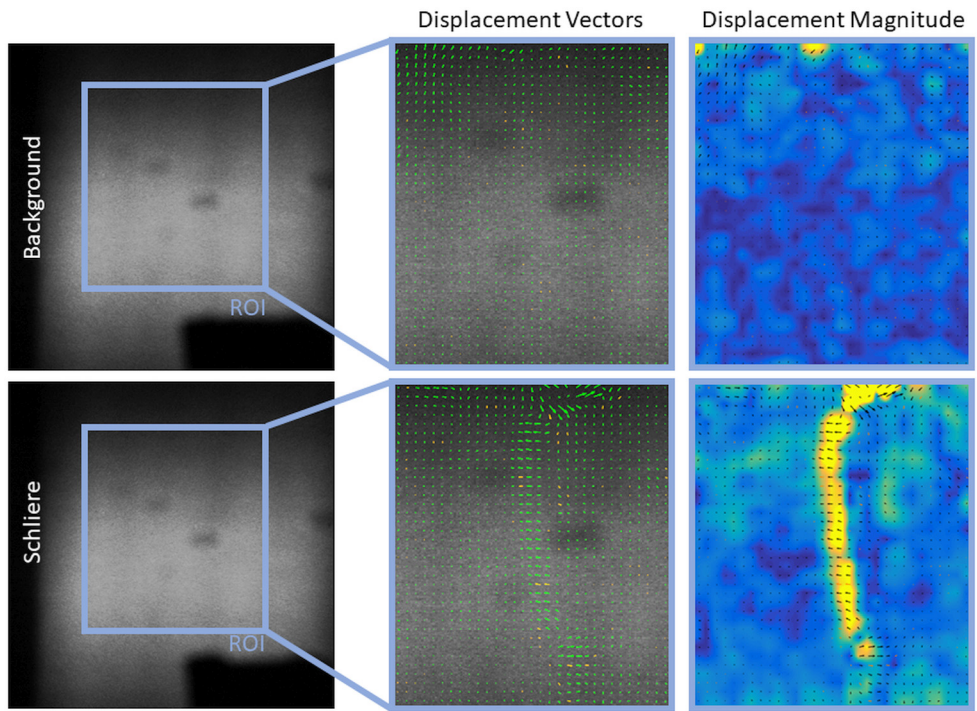 Displacement Vectors
Displacement Magnitude
Background
ROI
Schliere
ROI